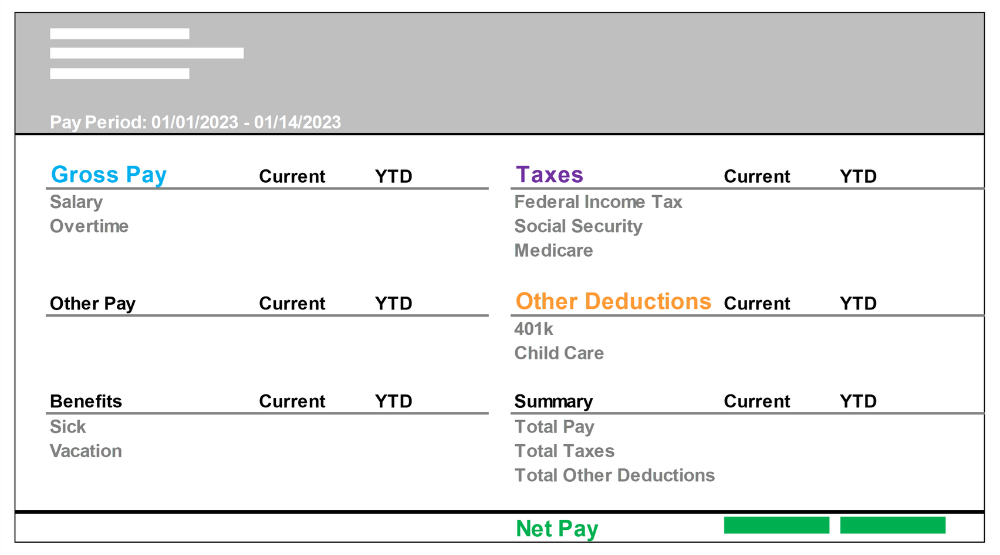 Pay Period: 01/01/2023 - 01/14/2023
Gross Pay Current YTD
Salary
Overtime
Taxes Current YTD
Federal Income Tax
Social Security
Medicare
Other Pay Current YTD
Other Deductions Current YTD
401k
Child Care
Benefits Current YTD
Sick
Vacation
Summary Current YTD
Total Pay
Total Taxes
Total Other Deductions
Net Pay